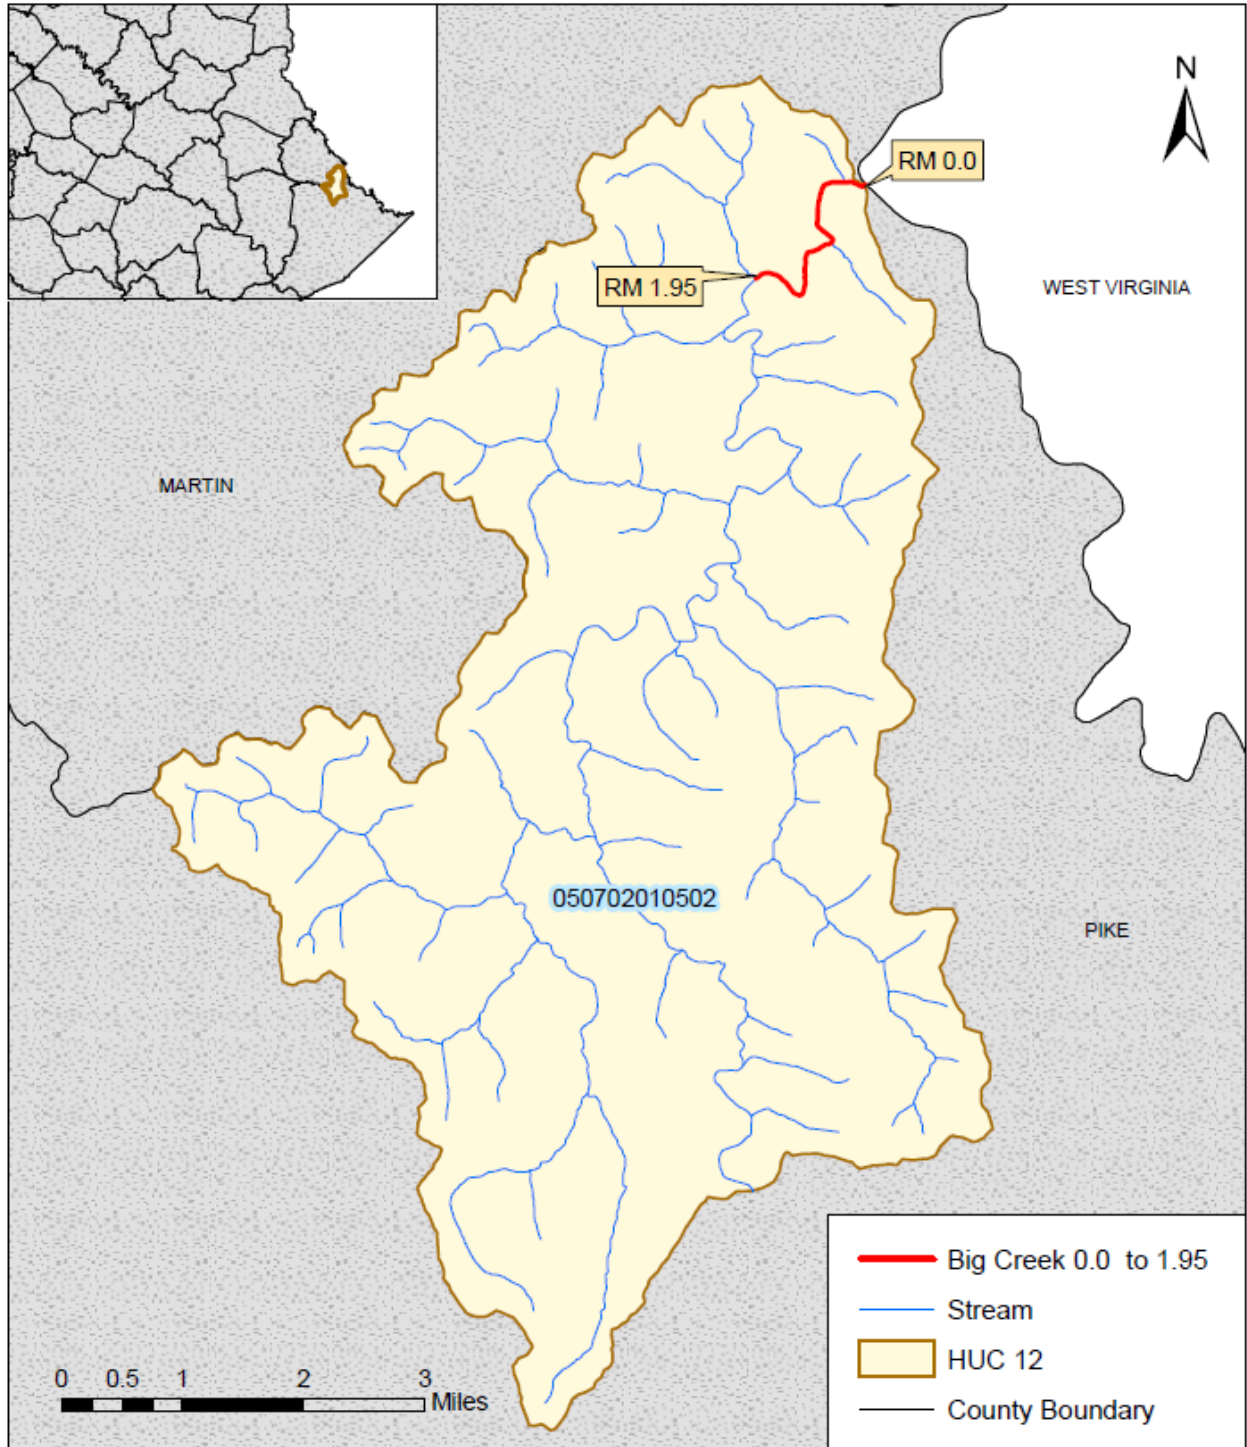 N
RM 0.0
RM 1.95
WEST VIRGINIA
MARTIN
050702010502
PIKE
Big Creek 0.0 to 1.95
Stream
HUC 12
County Boundary
0 0.5 1 2 3
Miles